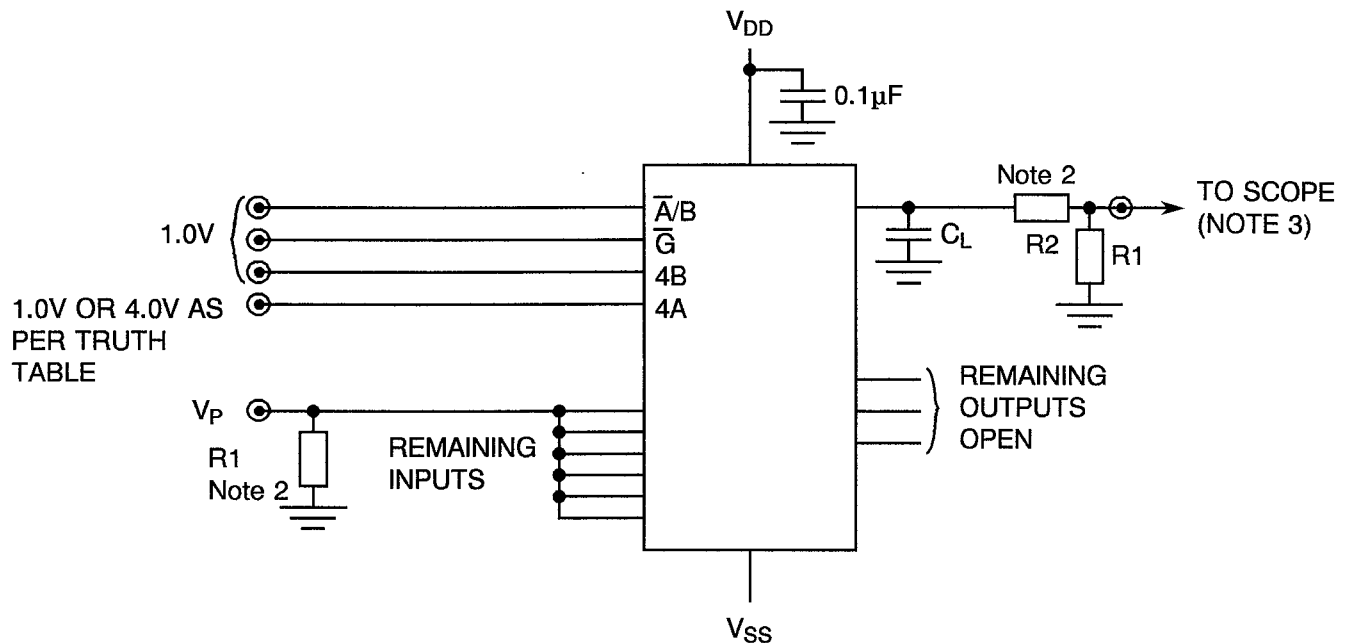 VDD
0.1µF
1.0V
A̅/B
G̅
4B
4A
1.0V OR 4.0V AS
PER TRUTH
TABLE
Note 2
R2
R1
CL
TO SCOPE
(NOTE 3)
VP
R1
Note 2
REMAINING
INPUTS
REMAINING
OUTPUTS
OPEN
VSS